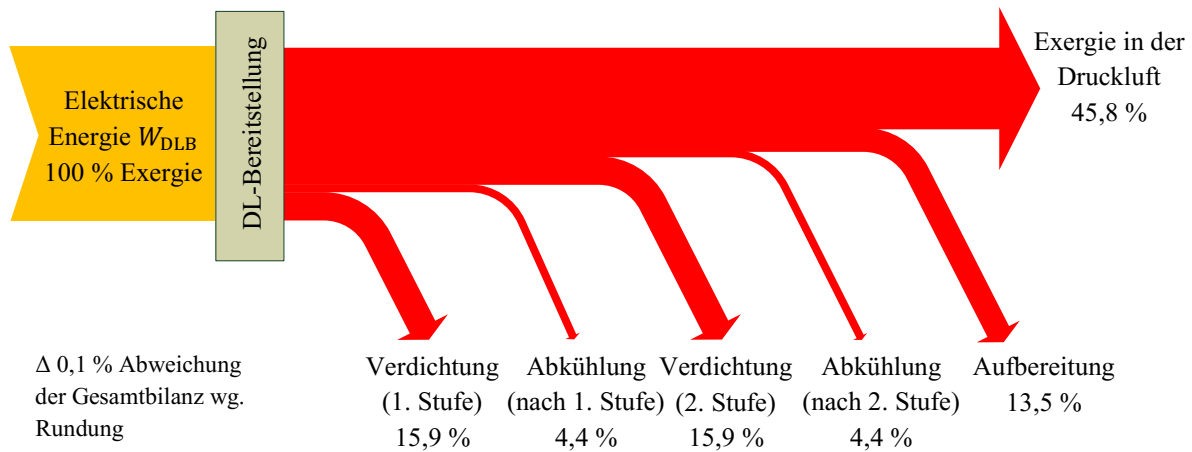 Elektrische
Energie W_DLB
100 % Exergie
DL-Bereitstellung
Exergie in der
Druckluft
45,8 %
Δ 0,1 % Abweichung
der Gesamtbilanz wg.
Rundung
Verdichtung
(1. Stufe)
15,9 %
Abkühlung
(nach 1. Stufe)
4,4 %
Verdichtung
(2. Stufe)
15,9 %
Abkühlung
(nach 2. Stufe)
4,4 %
Aufbereitung
13,5 %